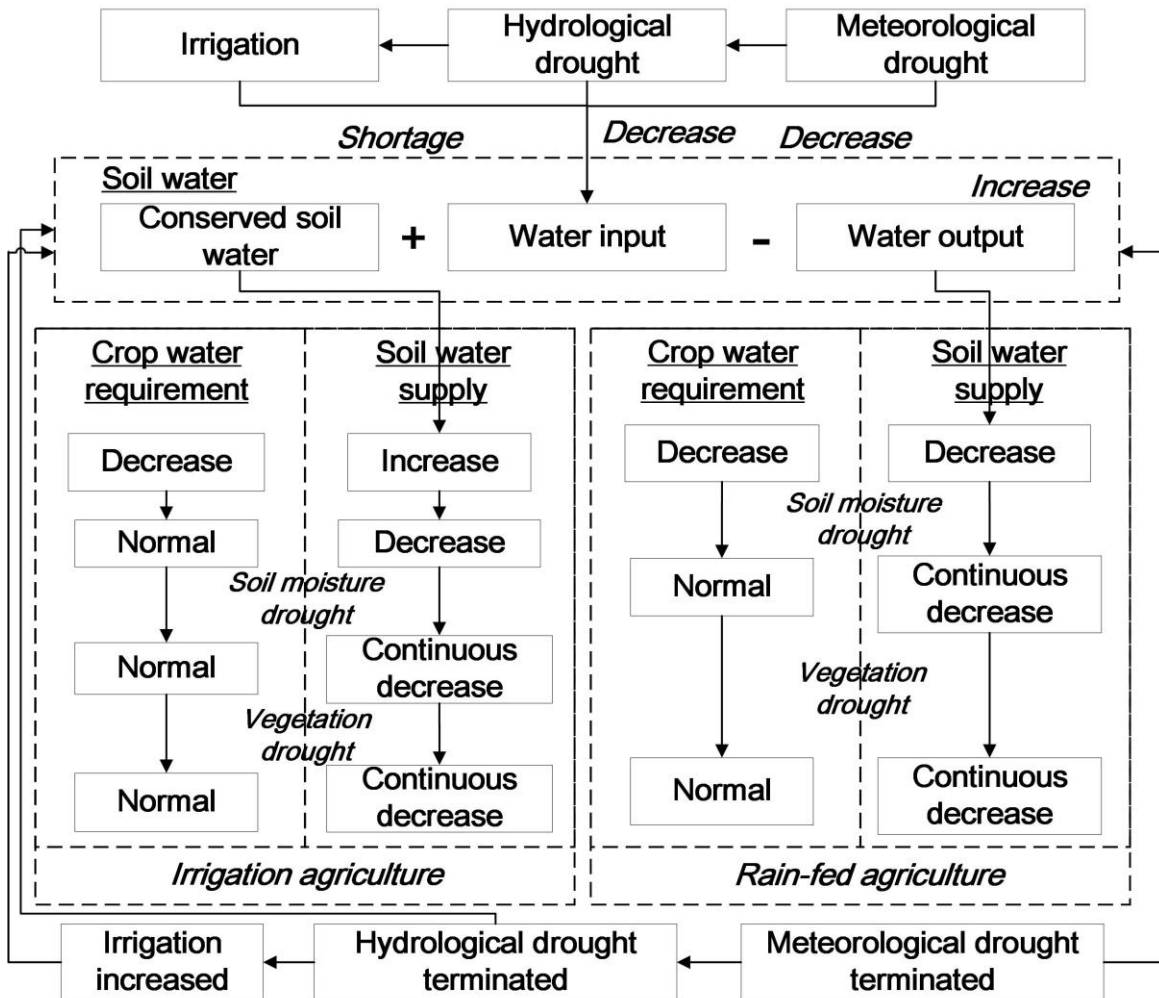 Irrigation
Hydrological
drought
Meteorological
drought
Shortage
Decrease
Decrease
Soil water
Increase
Conserved soil
water
+
Water input
-
Water output
Crop water
requirement
Soil water
supply
Decrease
Increase
Normal
Decrease
Soil moisture
drought
Normal
Continuous
decrease
Vegetation
drought
Normal
Continuous
decrease
Irrigation agriculture
Crop water
requirement
Soil water
supply
Decrease
Decrease
Soil moisture
drought
Normal
Continuous
decrease
Vegetation
drought
Normal
Continuous
decrease
Rain-fed agriculture
Irrigation
increased
Hydrological drought
terminated
Meteorological drought
terminated